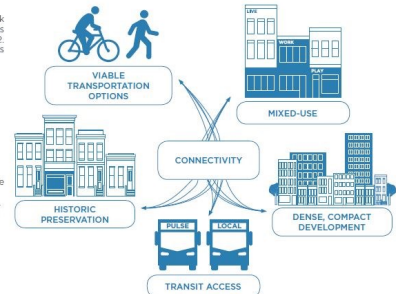 LIVE
WORK
PLAY
VIABLE
TRANSPORTATION
OPTIONS
MIXED-USE
CONNECTIVITY
HISTORIC
PRESERVATION
PULSE
LOCAL
DENSE, COMPACT
DEVELOPMENT
TRANSIT ACCESS